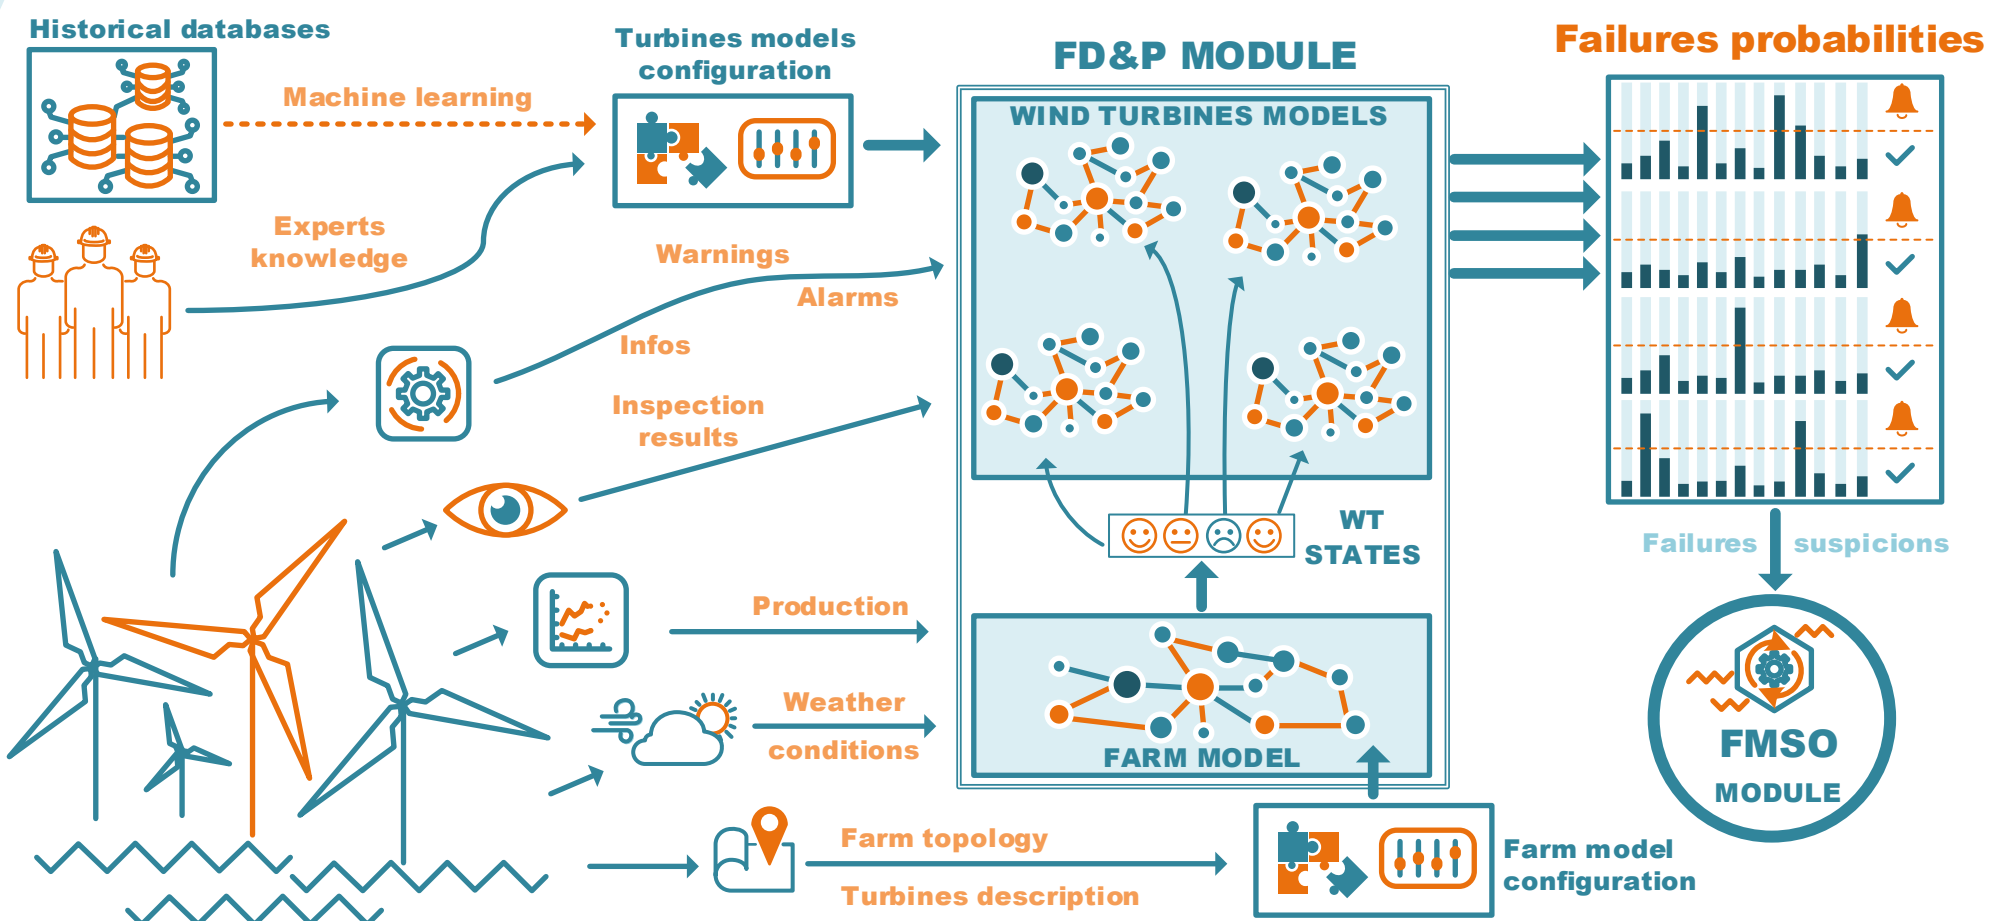 Historical databases
Machine learning
Turbines models
configuration
Experts
knowledge
Warnings
Alarms
Infos
Inspection
results
Production
Weather
conditions
Farm topology
Turbines description
FD&P MODULE
WIND TURBINES MODELS
WT
STATES
FARM MODEL
Farm model
configuration
Failures probabilities
Failures suspicions
FMSO
MODULE